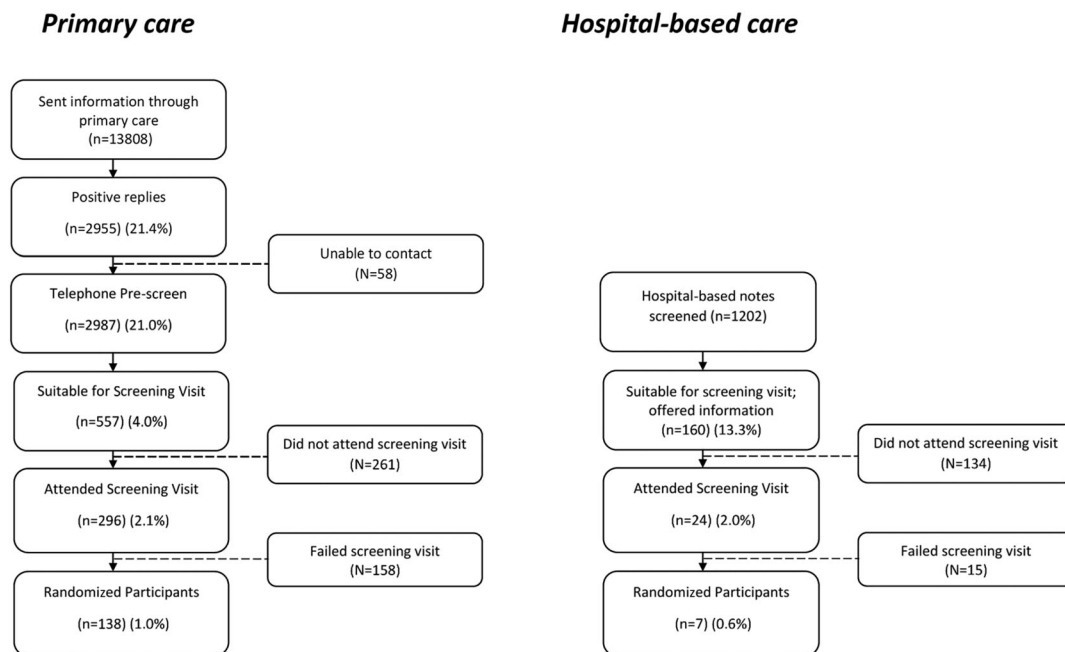 Primary care
Sent information through
primary care
(n=13808)
Positive replies
(n=2955) (21.4%)
Unable to contact
(N=58)
Telephone Pre-screen
(n=2987) (21.0%)
Suitable for Screening Visit
(n=557) (4.0%)
Did not attend screening visit
(N=261)
Attended Screening Visit
(n=296) (2.1%)
Failed screening visit
(N=158)
Randomized Participants
(n=138) (1.0%)
Hospital-based care
Hospital-based notes
screened (n=1202)
Suitable for screening visit;
offered information
(n=160) (13.3%)
Did not attend screening visit
(N=134)
Attended Screening Visit
(n=24) (2.0%)
Failed screening visit
(N=15)
Randomized Participants
(n=7) (0.6%)